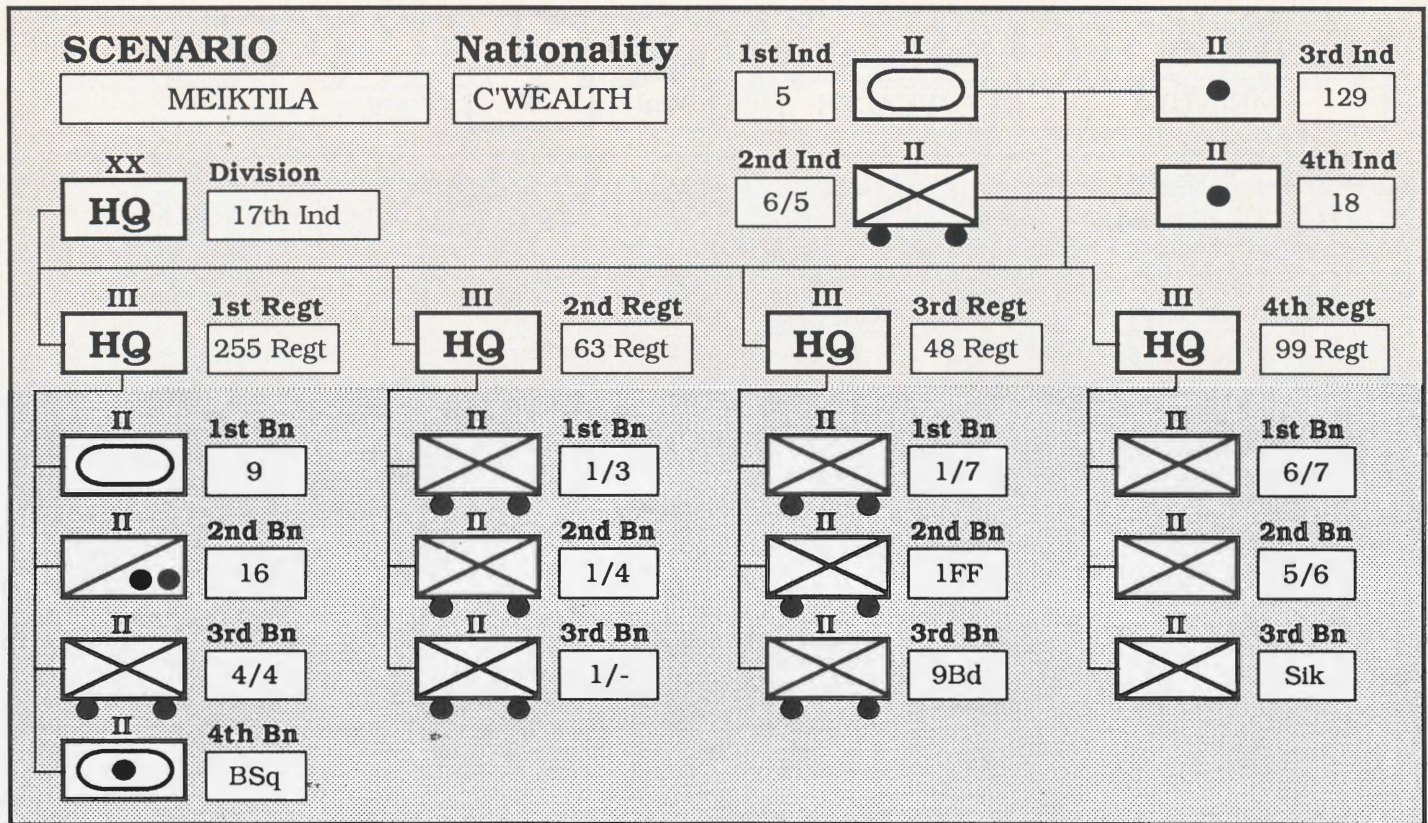 SCENARIO
MEIKTILA
Nationality
C'WEALTH
1st Ind
5
II
II
3rd Ind
129
2nd Ind
6/5
II
II
4th Ind
18
XX
HQ
Division
17th Ind
III
HQ
1st Regt
255 Regt
III
HQ
2nd Regt
63 Regt
III
HQ
3rd Regt
48 Regt
III
HQ
4th Regt
99 Regt
II
1st Bn
9
II
2nd Bn
16
II
3rd Bn
4/4
II
4th Bn
BSq
II
1st Bn
1/3
II
2nd Bn
1/4
II
3rd Bn
1/-
II
1st Bn
1/7
II
2nd Bn
1FF
II
3rd Bn
9Bd
II
1st Bn
6/7
II
2nd Bn
5/6
II
3rd Bn
Sik